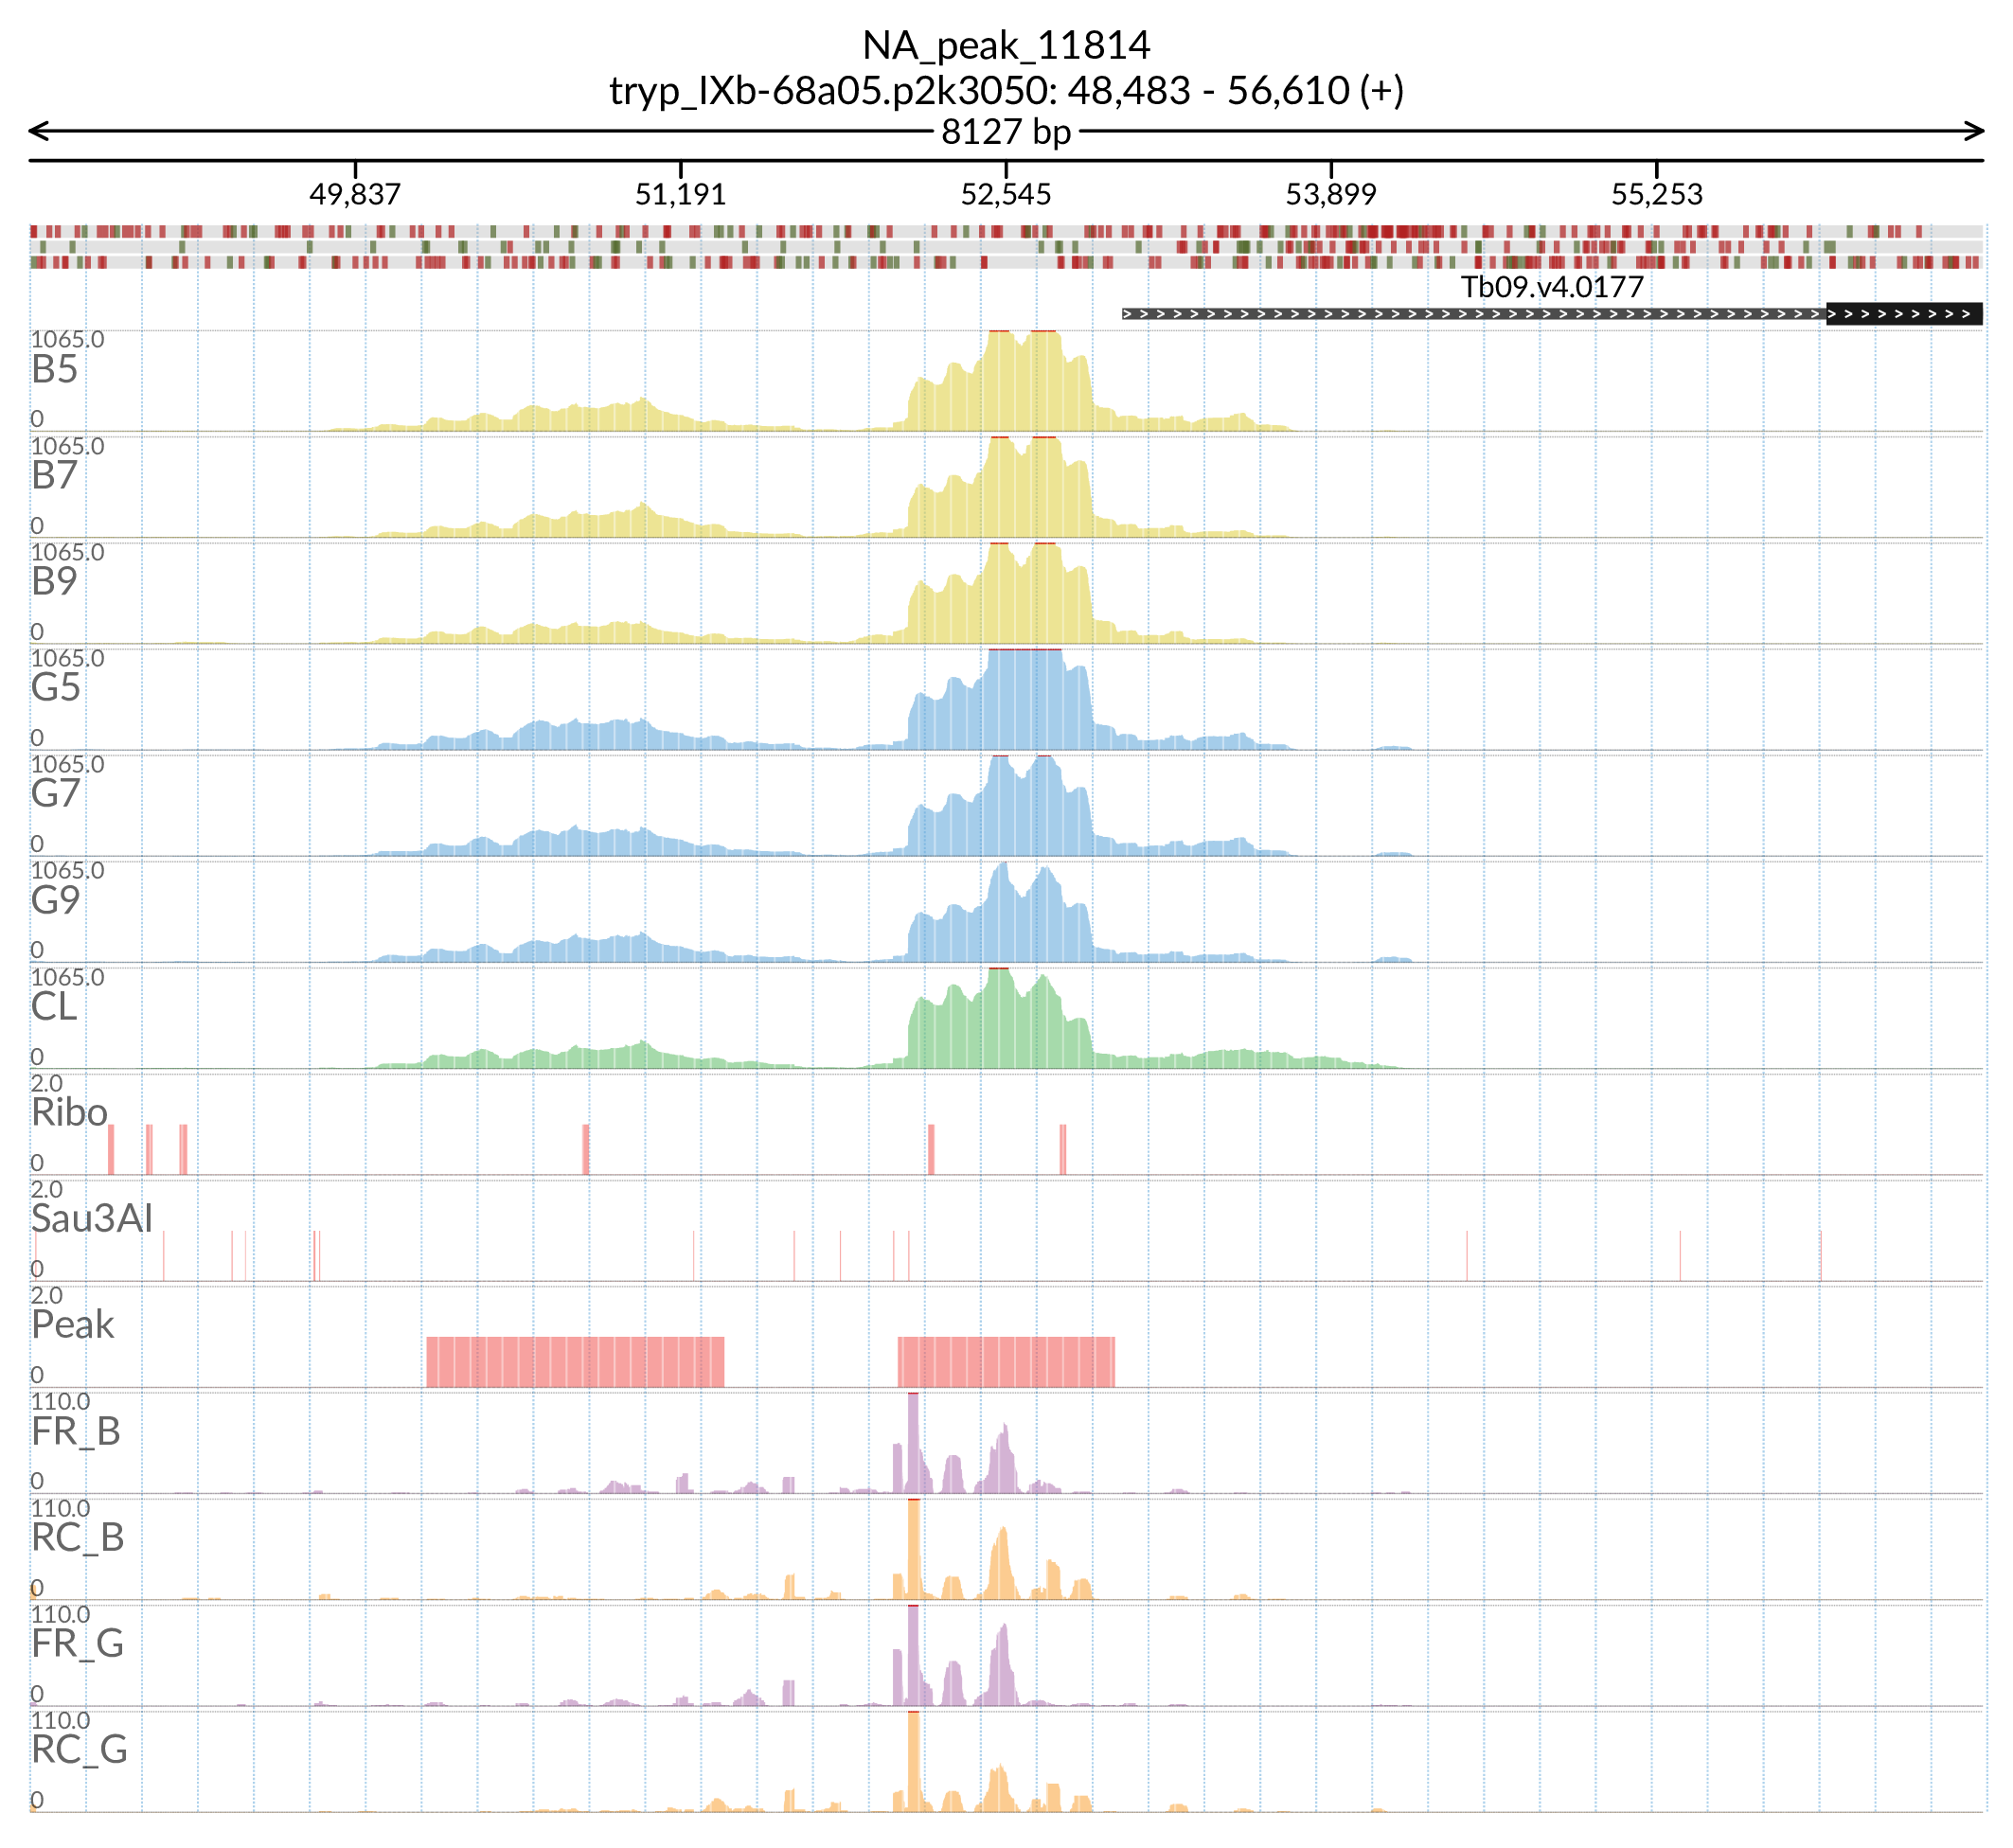 NA_peak_11814
tryp_IXb-68a05.p2k3050: 48,483 - 56,610 (+)
8127 bp
49,837 51,191 52,545 53,899 55,253
Tb09.v4.0177
1065.0
B5
0
1065.0
B7
0
1065.0
B9
0
1065.0
G5
0
1065.0
G7
0
1065.0
G9
0
1065.0
CL
0
2.0
Ribo
0
2.0
Sau3AI
0
2.0
Peak
0
110.0
FR_B
0
110.0
RC_B
0
110.0
FR_G
0
110.0
RC_G
0